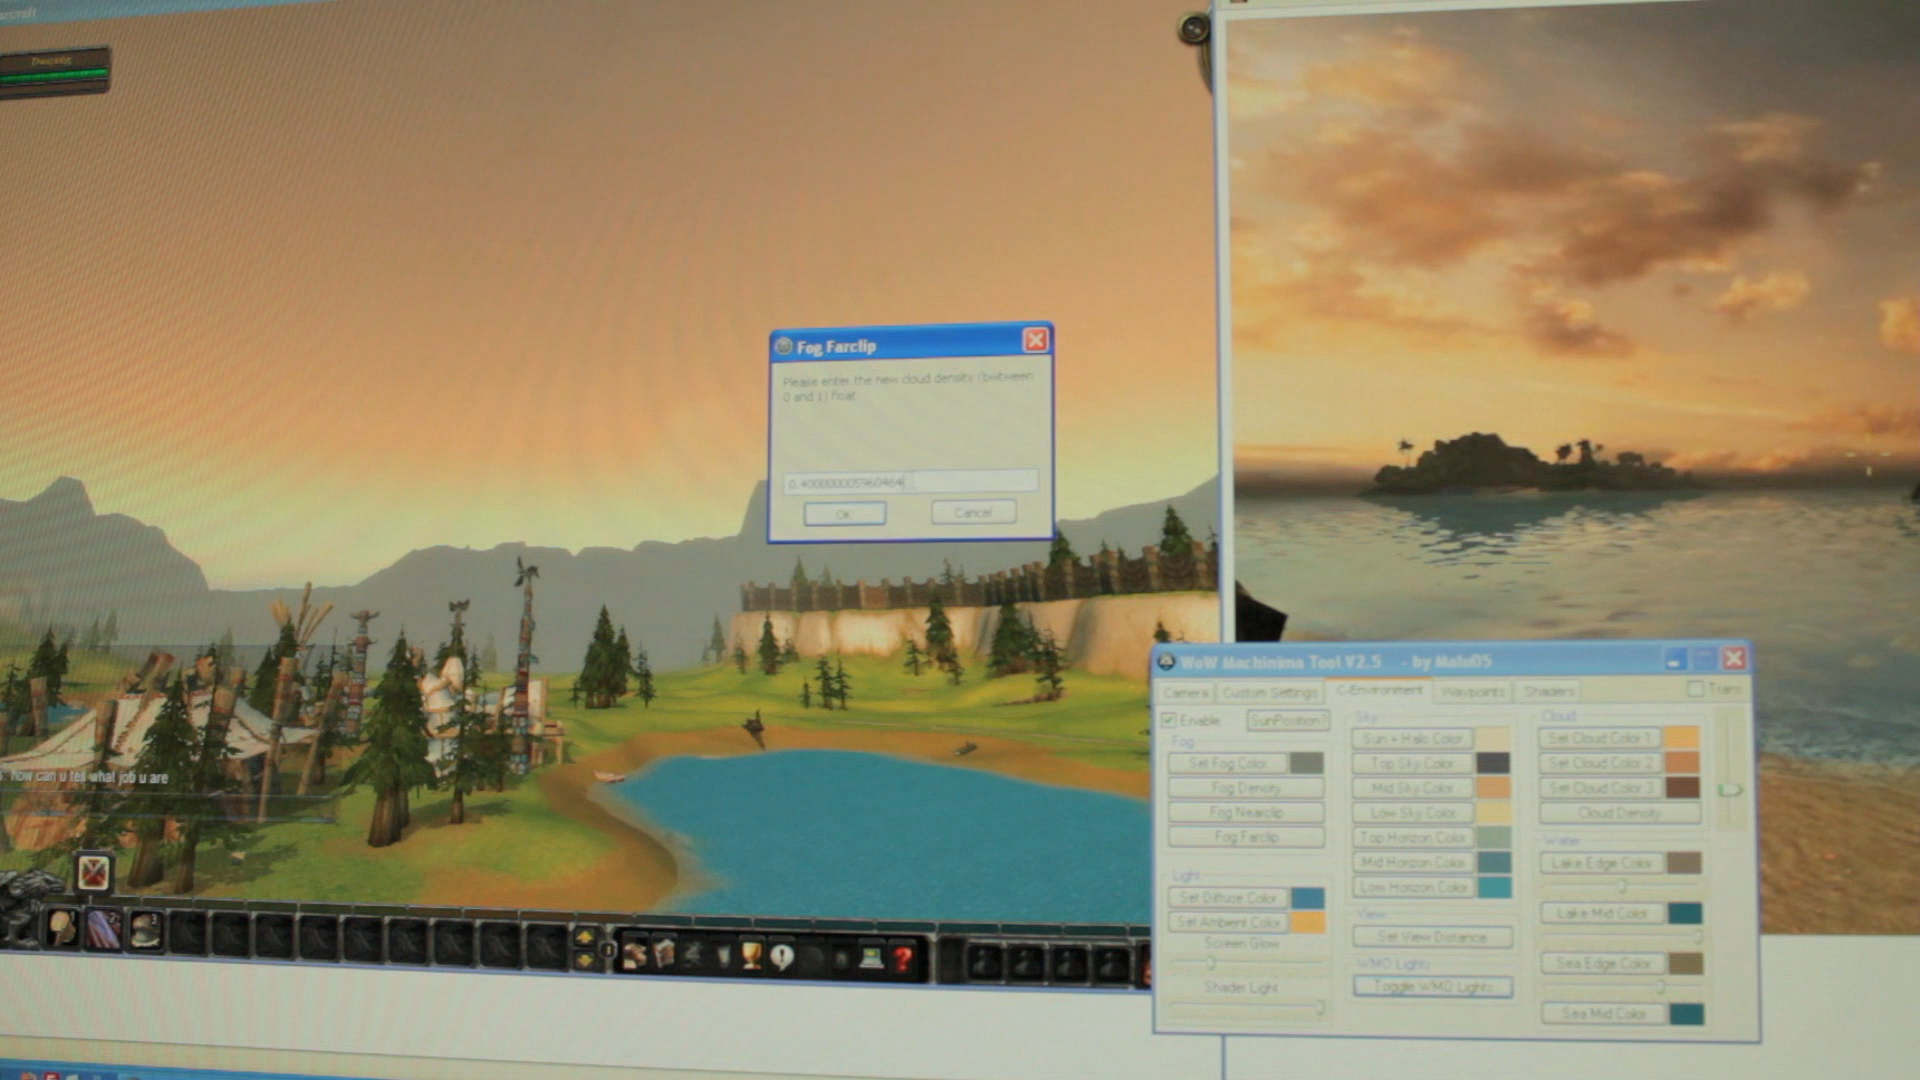 Fog Farclip
Please enter the new cloud density (bwtween
0 and 1) float
0.400000005960464
OK
Cancel
: how can u tell what job u are
WoW Machinima Tool V2.5 - by Malu05
Camera
Custom Settings
C-Environment
Waypoints
Shaders
Trans
Enable
SunPosition?
Fog
Set Fog Color
Fog Density
Fog Nearclip
Fog Farclip
Light
Set Diffuse Color
Set Ambient Color
Screen Glow
Shader Light
Sky
Sun + Halo Color
Top Sky Color
Mid Sky Color
Low Sky Color
Top Horizon Color
Mid Horizon Color
Low Horizon Color
View
Set View Distance
WMO Lights
Toggle WMO Lights
Cloud
Set Cloud Color 1
Set Cloud Color 2
Set Cloud Color 3
Cloud Density
Water
Lake Edge Color
Lake Mid Color
Sea Edge Color
Sea Mid Color